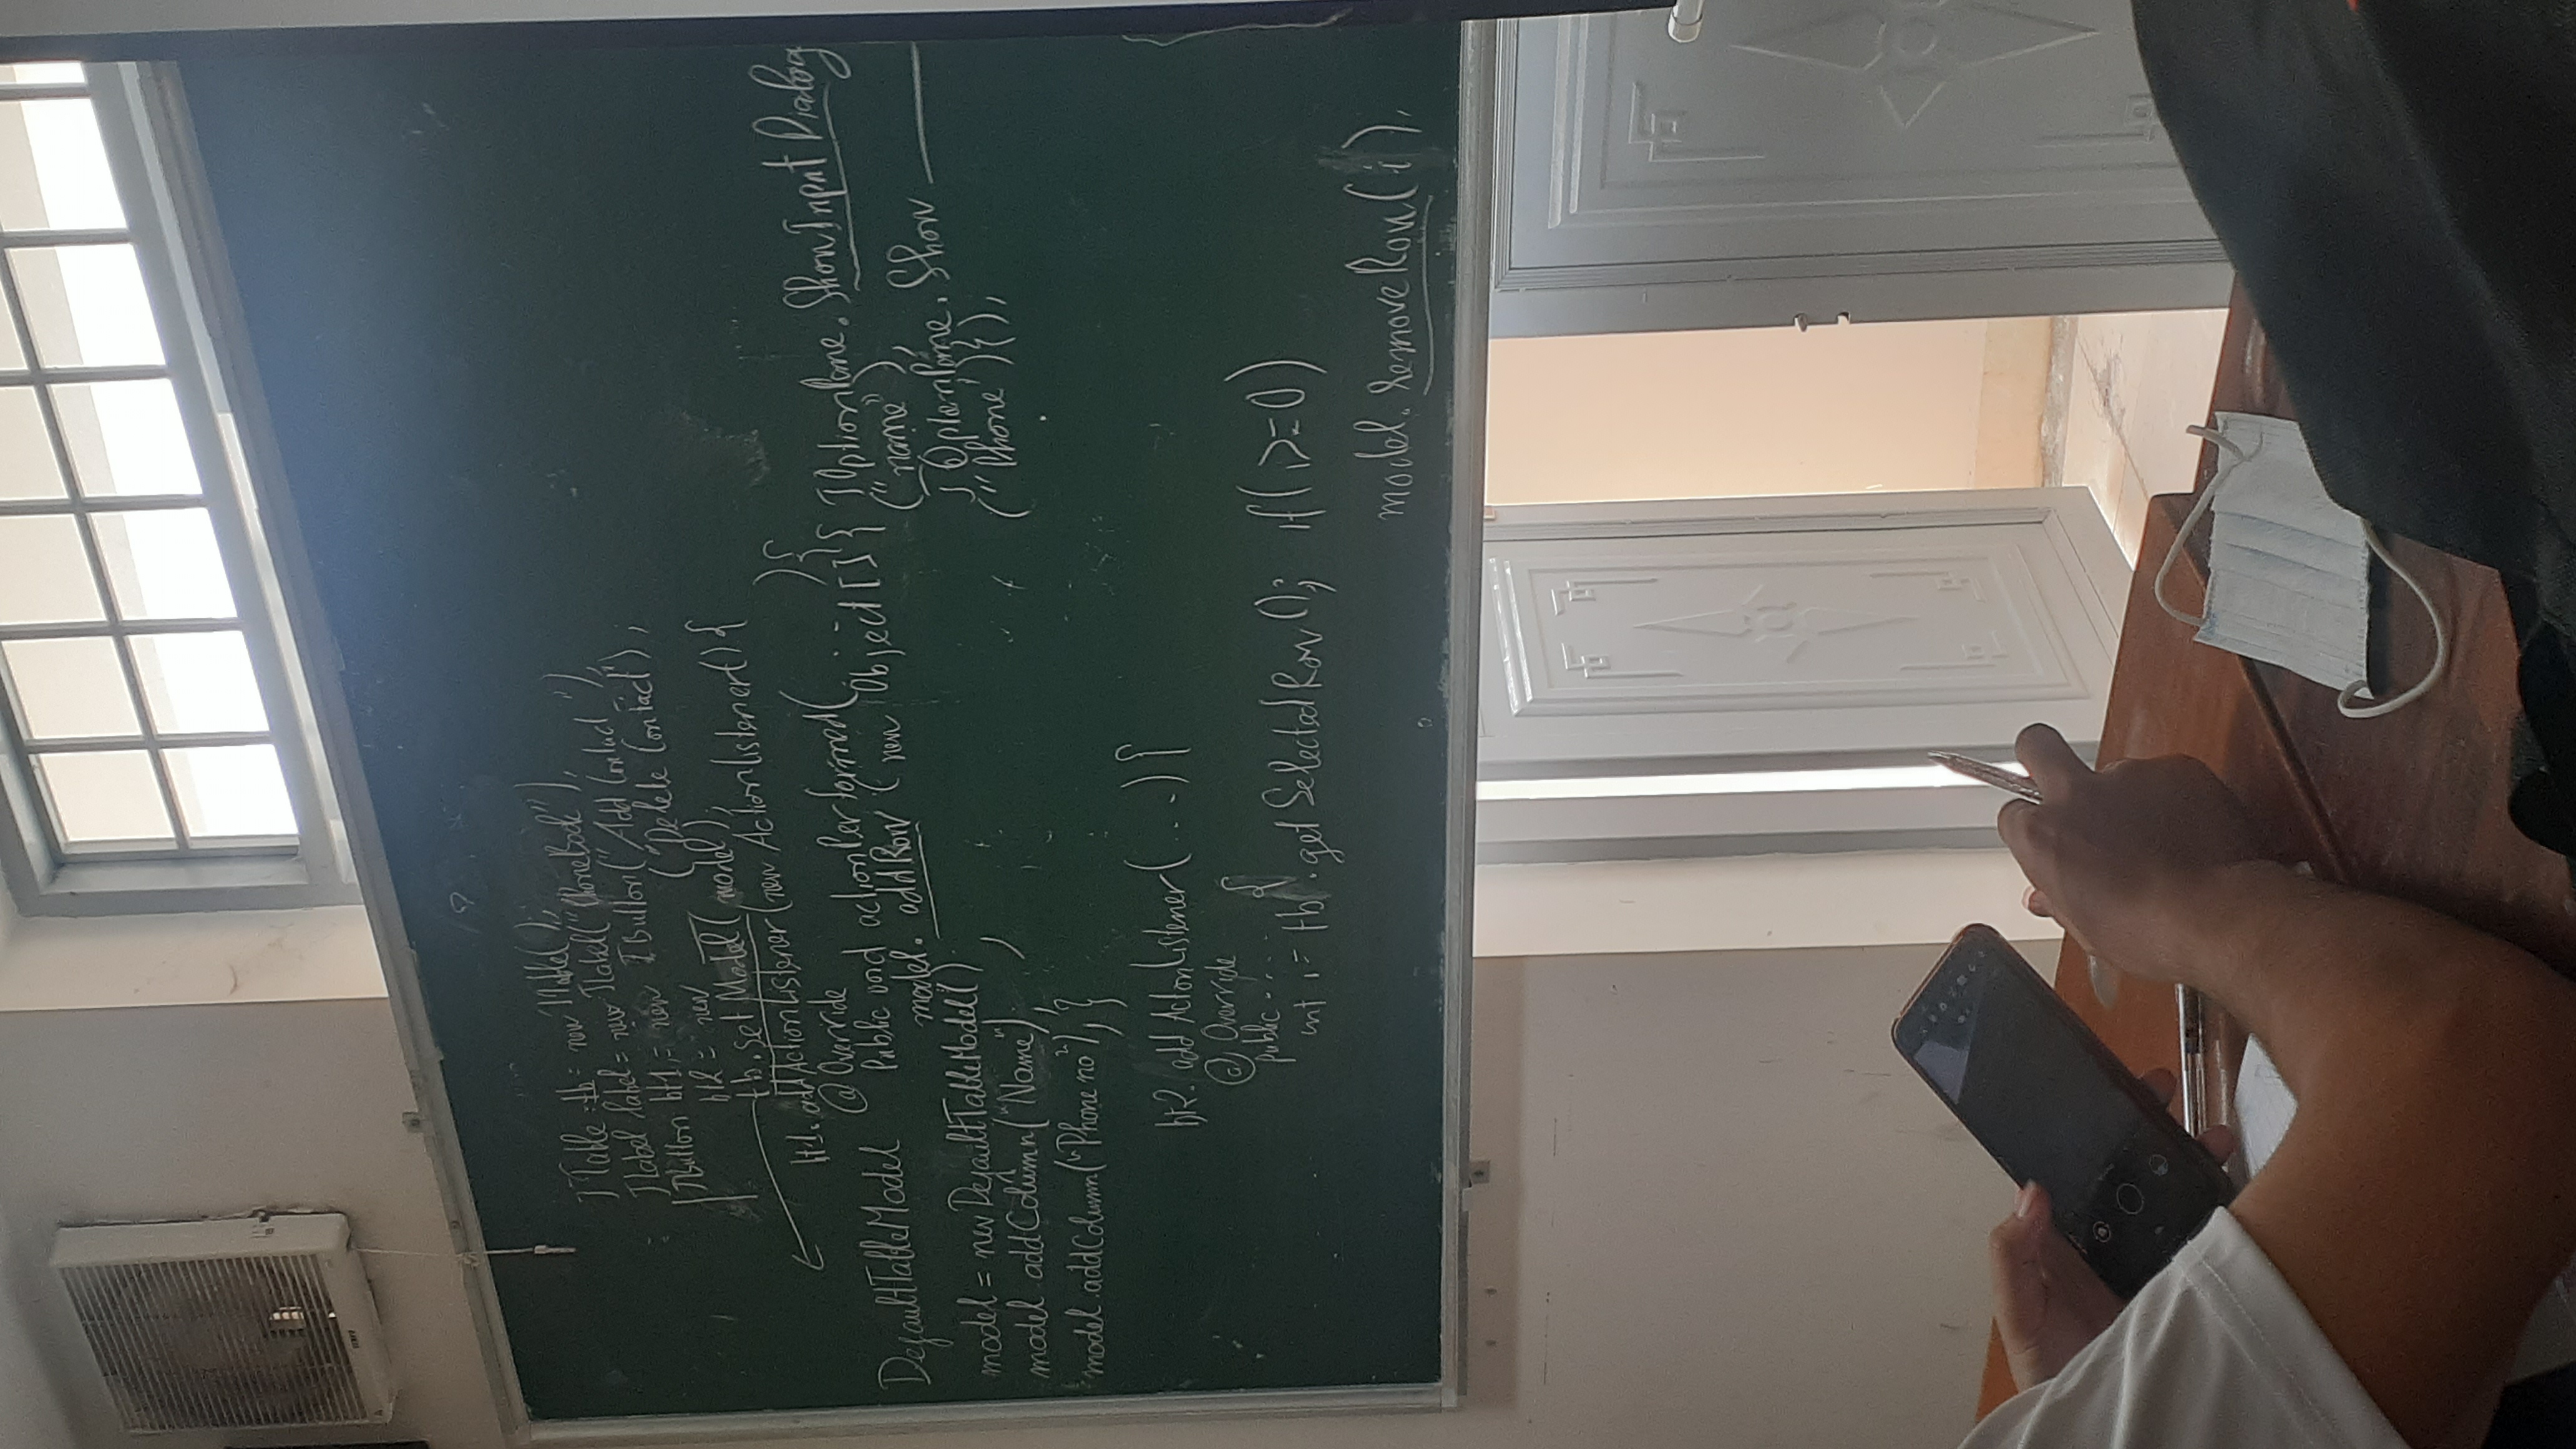 JTable tb = new JTable();
JLabel label = new JLabel("PhoneBook"),
JButton bt1 = new JButton("Add Contact"),
bt2 = new ("Delete Contact");
tb.setModel(model);
bt1.addActionListener(new ActionListener(){
@Override
Public void actionPerformed( ){
model.addRow(new Object[]{ JOptionPane.ShowInputDialog
("name"),
JOptionPane.Show
("Phone")});
DefaultTableModel
model = new DefaultTableModel();
model.addColumn("Name");
model.addColumn("Phone no"); }
bt2.addActionListener(...){
@Override
public ..... {
int i = tb.getSelectedRow(); if(i>=0)
model.removeRow(i).